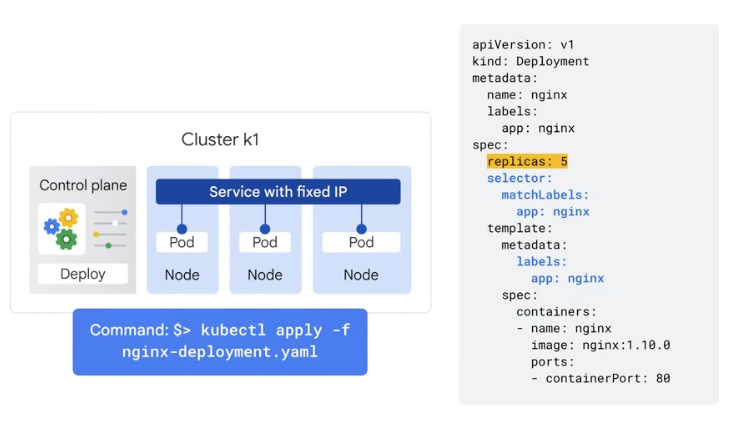 Cluster k1
Control plane
Deploy
Service with fixed IP
Pod
Node
Pod
Node
Pod
Node
Command: $> kubectl apply -f
nginx-deployment.yaml
apiVersion: v1
kind: Deployment
metadata:
  name: nginx
  labels:
    app: nginx
spec:
  replicas: 5
  selector:
    matchLabels:
      app: nginx
  template:
    metadata:
      labels:
        app: nginx
    spec:
      containers:
      - name: nginx
        image: nginx:1.10.0
        ports:
        - containerPort: 80